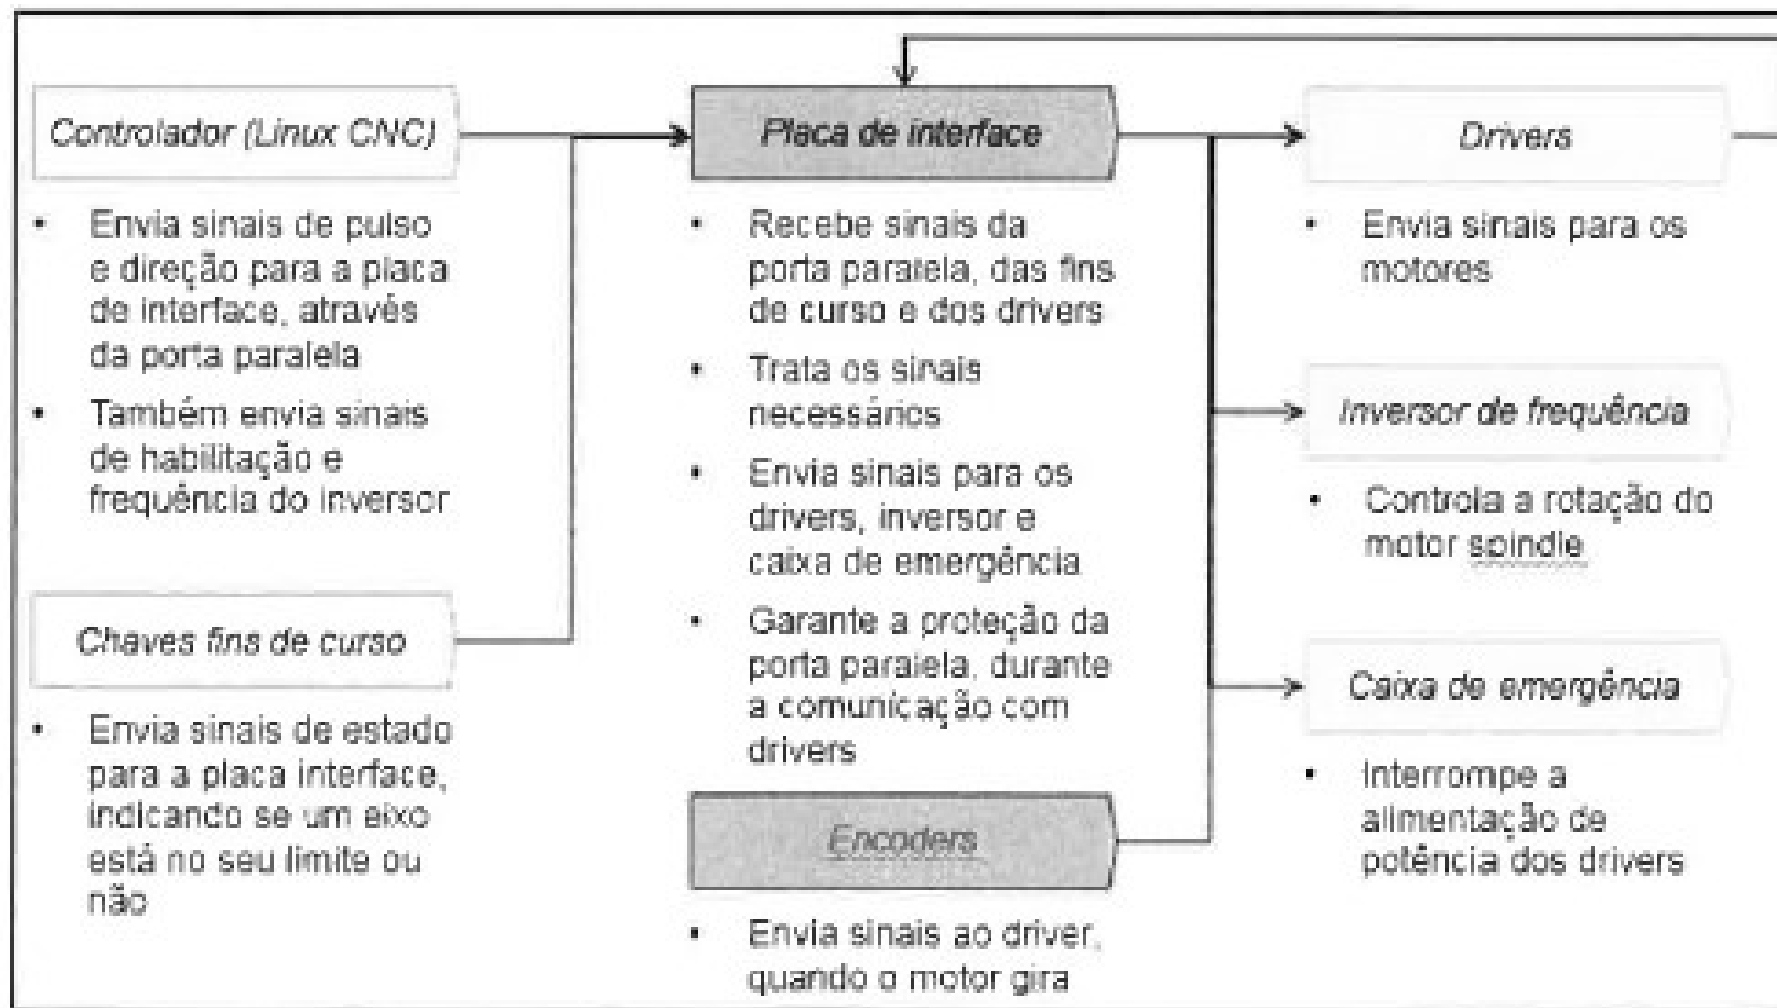 Controlador (Linux CNC)
• Envia sinais de pulso
e direção para a placa
de interface, através
da porta paralela
• Também envia sinais
de habilitação e
frequência do inversor
Chaves fins de curso
• Envia sinais de estado
para a placa interface,
indicando se um eixo
está no seu limite ou
não
Placa de interface
• Recebe sinais da
porta paralela, das fins
de curso e dos drivers
• Trata os sinais
necessários
• Envia sinais para os
drivers, inversor e
caixa de emergência
• Garante a proteção da
porta paralela, durante
a comunicação com
drivers
Encoders
• Envia sinais ao driver,
quando o motor gira
Drivers
• Envia sinais para os
motores
Inversor de frequência
• Controla a rotação do
motor spindle
Caixa de emergência
• Interrompe a
alimentação de
potência dos drivers